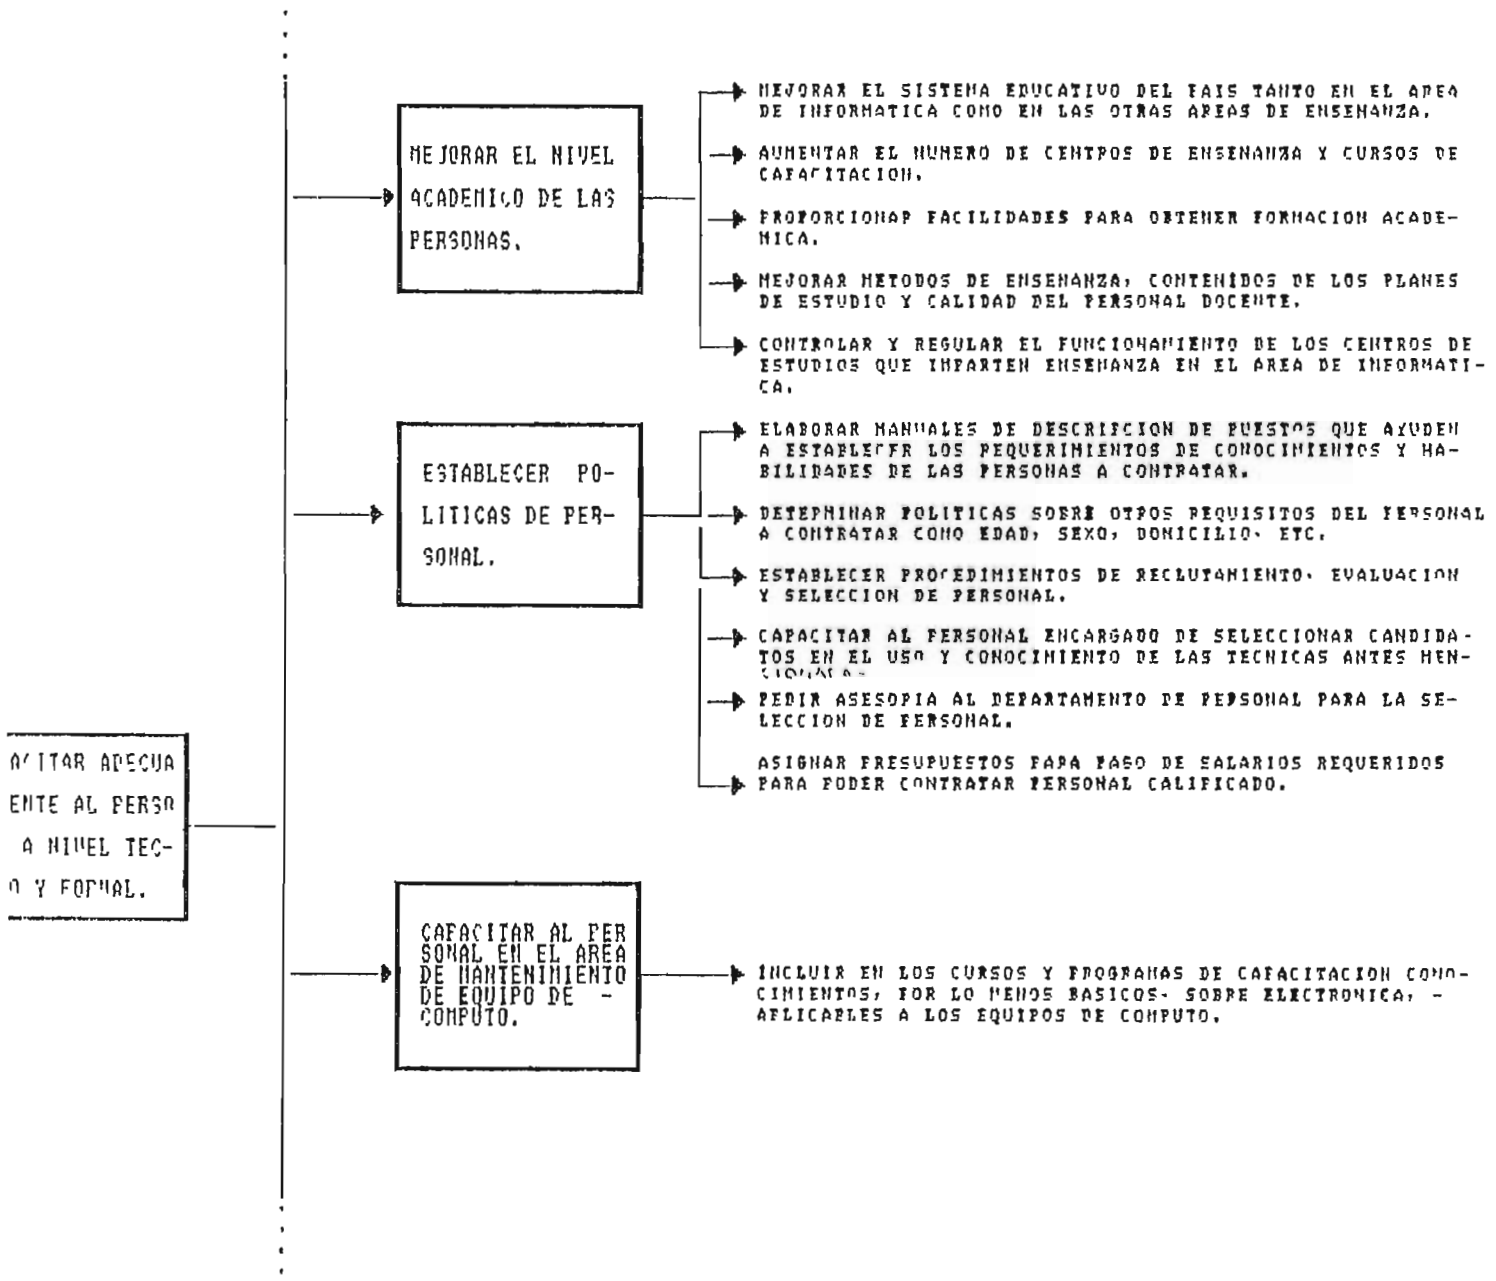 MEJORAR EL NIVEL
ACADEMICO DE LAS
PERSONAS.
MEJORAR EL SISTEMA EDUCATIVO DEL PAIS TANTO EN EL AREA
DE INFORMATICA COMO EN LAS OTRAS AREAS DE ENSENANZA.
AUMENTAR EL NUMERO DE CENTROS DE ENSENANZA Y CURSOS DE
CAPACITACION.
PROPORCIONAR FACILIDADES PARA OBTENER FORMACION ACADE-
MICA.
MEJORAR METODOS DE ENSENANZA, CONTENIDOS DE LOS PLANES
DE ESTUDIO Y CALIDAD DEL PERSONAL DOCENTE.
CONTROLAR Y REGULAR EL FUNCIONAMIENTO DE LOS CENTROS DE
ESTUDIOS QUE IMPARTEN ENSENANZA EN EL AREA DE INFORMATI-
CA.
ESTABLECER PO-
LITICAS DE PER-
SONAL.
ELABORAR MANUALES DE DESCRIPCION DE PUESTOS QUE AYUDEN
A ESTABLECER LOS REQUERIMIENTOS DE CONOCIMIENTOS Y HA-
BILIDADES DE LAS PERSONAS A CONTRATAR.
DETERMINAR POLITICAS SOBRE OTROS REQUISITOS DEL PERSONAL
A CONTRATAR COMO EDAD, SEXO, DOMICILIO, ETC.
ESTABLECER PROCEDIMIENTOS DE RECLUTAMIENTO, EVALUACION
Y SELECCION DE PERSONAL.
CAPACITAR AL PERSONAL ENCARGADO DE SELECCIONAR CANDIDA-
TOS EN EL USO Y CONOCIMIENTO DE LAS TECNICAS ANTES MEN-
PEDIR ASESORIA AL DEPARTAMENTO DE PERSONAL PARA LA SE-
LECCION DE PERSONAL.
ASIGNAR PRESUPUESTOS PARA PAGO DE SALARIOS REQUERIDOS
PARA PODER CONTRATAR PERSONAL CALIFICADO.
ACITAR ADECUA
ENTE AL PERSO
A NIVEL TEC-
O Y FORMAL.
CAPACITAR AL PER
SONAL EN EL AREA
DE MANTENIMIENTO
DE EQUIPO DE -
COMPUTO.
INCLUIR EN LOS CURSOS Y PROGRAMAS DE CAPACITACION CONO-
CIMIENTOS, POR LO MENOS BASICOS, SOBRE ELECTRONICA, -
APLICABLES A LOS EQUIPOS DE COMPUTO.